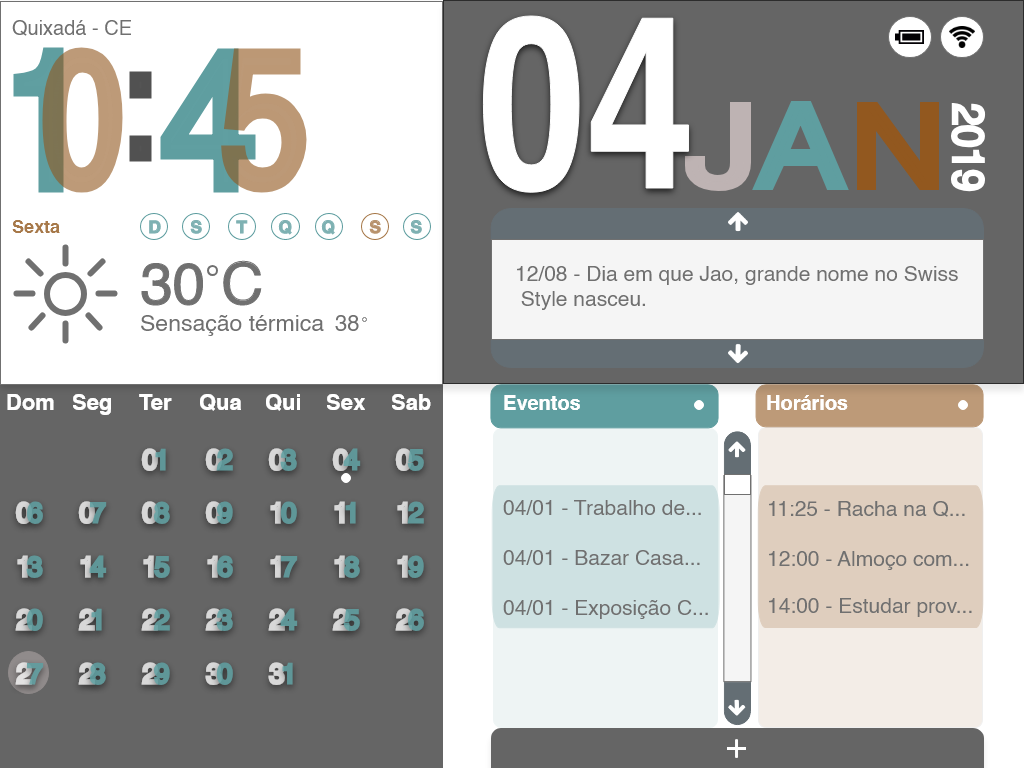 Quixadá - CE
10:45
Sexta D S T Q Q S S
30°C
Sensação térmica 38°
04 JAN 2019
12/08 - Dia em que Jao, grande nome no Swiss
Style nasceu.
Dom Seg Ter Qua Qui Sex Sab
01 02 03 04 05
06 07 08 09 10 11 12
13 14 15 16 17 18 19
20 21 22 23 24 25 26
27 28 29 30 31
Eventos
04/01 - Trabalho de...
04/01 - Bazar Casa...
04/01 - Exposição C...
Horários
11:25 - Racha na Q...
12:00 - Almoço com...
14:00 - Estudar prov...
+